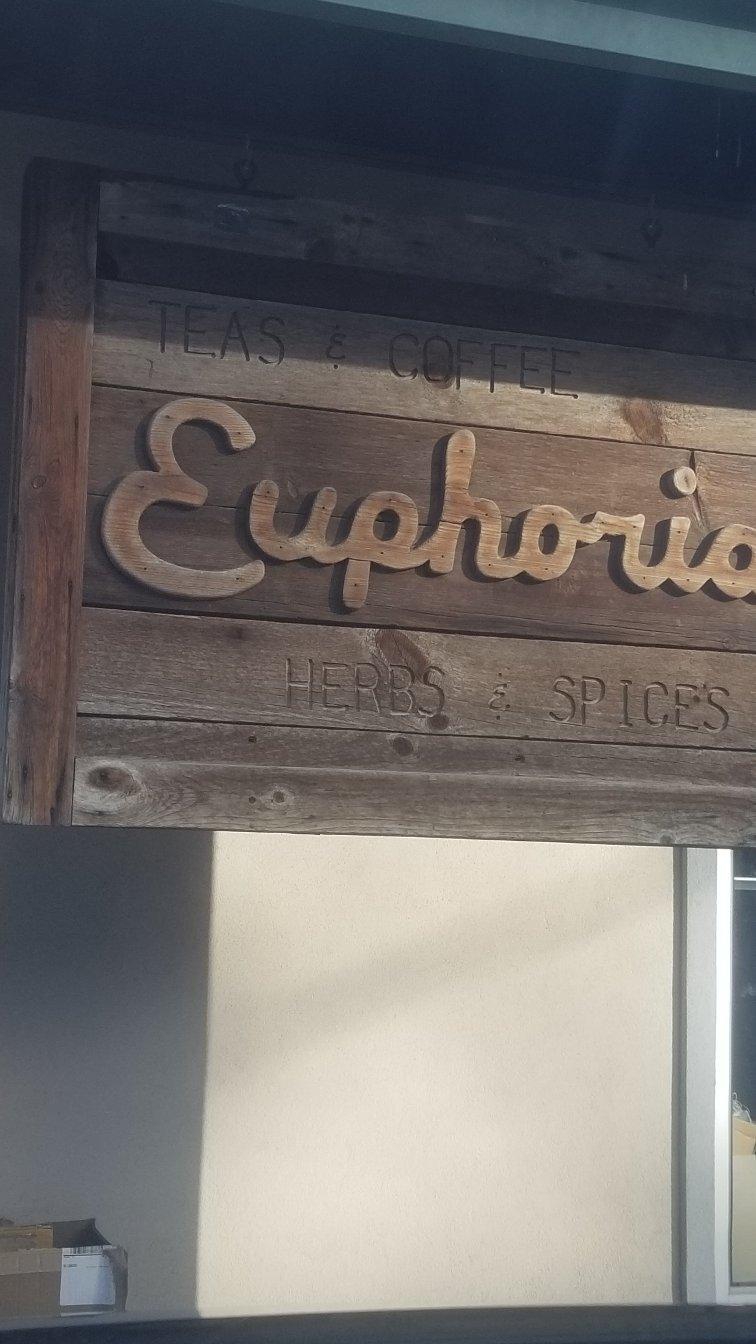 TEAS & COFFEE
Euphoria
HERBS & SPICES